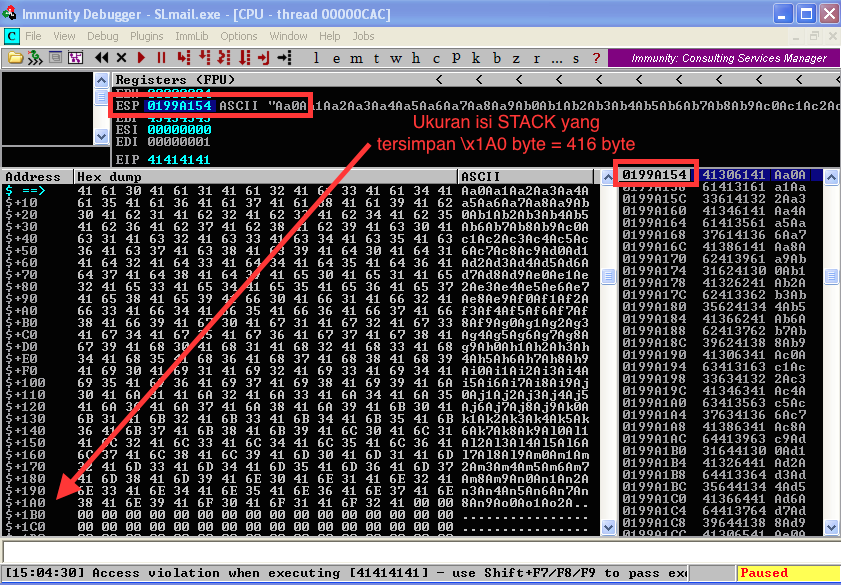 Immunity Debugger - SLmail.exe - [CPU - thread 00000CAC]
C File View Debug Plugins ImmLib Options Window Help Jobs
l e m t w h c P k b z r ... s ? Immunity: Consulting Services Manager
Registers (FPU) < < < < < < < < < < <
ESP 0199A154 ASCII "Aa0Aa1Aa2Aa3Aa4Aa5Aa6Aa7Aa8Aa9Ab0Ab1Ab2Ab3Ab4Ab5Ab6Ab7Ab8Ab9Ac0Ac1Ac2Ac
ESI 00000000
EDI 00000001
EIP 41414141
Ukuran isi STACK yang
tersimpan \x1A0 byte = 416 byte
Address Hex dump ASCII
$ ==> 41 61 30 41 61 31 41 61 32 41 61 33 41 61 34 41 Aa0Aa1Aa2Aa3Aa4A
$+10 61 35 41 61 36 41 61 37 41 61 38 41 61 39 41 62 a5Aa6Aa7Aa8Aa9Ab
$+20 30 41 62 31 41 62 32 41 62 33 41 62 34 41 62 35 0Ab1Ab2Ab3Ab4Ab5
$+30 41 62 36 41 62 37 41 62 38 41 62 39 41 63 30 41 Ab6Ab7Ab8Ab9Ac0A
$+40 63 31 41 63 32 41 63 33 41 63 34 41 63 35 41 63 c1Ac2Ac3Ac4Ac5Ac
$+50 36 41 63 37 41 63 38 41 63 39 41 64 30 41 64 31 6Ac7Ac8Ac9Ad0Ad1
$+60 41 64 32 41 64 33 41 64 34 41 64 35 41 64 36 41 Ad2Ad3Ad4Ad5Ad6A
$+70 64 37 41 64 38 41 64 39 41 65 30 41 65 31 41 65 d7Ad8Ad9Ae0Ae1Ae
$+80 32 41 65 33 41 65 34 41 65 35 41 65 36 41 65 37 2Ae3Ae4Ae5Ae6Ae7
$+90 41 65 38 41 65 39 41 66 30 41 66 31 41 66 32 41 Ae8Ae9Af0Af1Af2A
$+A0 66 33 41 66 34 41 66 35 41 66 36 41 66 37 41 66 f3Af4Af5Af6Af7Af
$+B0 38 41 66 39 41 67 30 41 67 31 41 67 32 41 67 33 8Af9Ag0Ag1Ag2Ag3
$+C0 41 67 34 41 67 35 41 67 36 41 67 37 41 67 38 41 Ag4Ag5Ag6Ag7Ag8A
$+D0 67 39 41 68 30 41 68 31 41 68 32 41 68 33 41 68 g9Ah0Ah1Ah2Ah3Ah
$+E0 34 41 68 35 41 68 36 41 68 37 41 68 38 41 68 39 4Ah5Ah6Ah7Ah8Ah9
$+F0 41 69 30 41 69 31 41 69 32 41 69 33 41 69 34 41 Ai0Ai1Ai2Ai3Ai4A
$+100 69 35 41 69 36 41 69 37 41 69 38 41 69 39 41 6A i5Ai6Ai7Ai8Ai9Aj
$+110 30 41 6A 31 41 6A 32 41 6A 33 41 6A 34 41 6A 35 0Aj1Aj2Aj3Aj4Aj5
$+120 41 6A 36 41 6A 37 41 6A 38 41 6A 39 41 6B 30 41 Aj6Aj7Aj8Aj9Ak0A
$+130 6B 31 41 6B 32 41 6B 33 41 6B 34 41 6B 35 41 6B k1Ak2Ak3Ak4Ak5Ak
$+140 36 41 6B 37 41 6B 38 41 6B 39 41 6C 30 41 6C 31 6Ak7Ak8Ak9Al0Al1
$+150 41 6C 32 41 6C 33 41 6C 34 41 6C 35 41 6C 36 41 Al2Al3Al4Al5Al6A
$+160 6C 37 41 6C 38 41 6C 39 41 6D 30 41 6D 31 41 6D l7Al8Al9Am0Am1Am
$+170 41 6D 33 41 6D 34 41 6D 35 41 6D 36 41 6D 37 2Am3Am4Am5Am6Am7
$+180 41 6D 38 41 6D 39 41 6E 30 41 6E 31 41 6E 32 41 Am8Am9An0An1An2A
$+190 6E 33 41 6E 34 41 6E 35 41 6E 36 41 6E 37 41 6E n3An4An5An6An7An
$+1A0 38 41 6E 39 41 6F 30 41 6F 31 41 6F 32 41 00 00 8An9Ao0Ao1Ao2A..
$+1B0 00 00 00 00 00 00 00 00 00 00 00 00 00 00 00 00 ................
$+1C0 00 00 00 00 00 00 00 00 00 00 00 00 00 00 00 00 ................
0199A154 41306141 Aa0A
0199A158 61413161 a1Aa
0199A15C 33614132 2Aa3
0199A160 41346141 Aa4A
0199A164 61413561 a5Aa
0199A168 37614136 6Aa7
0199A16C 41386141 Aa8A
0199A170 62413961 a9Ab
0199A174 31624130 0Ab1
0199A178 41326241 Ab2A
0199A17C 62413362 b3Ab
0199A180 35624134 4Ab5
0199A184 41366241 Ab6A
0199A188 62413762 b7Ab
0199A18C 39624138 8Ab9
0199A190 41306341 Ac0A
0199A194 63413163 c1Ac
0199A198 33634132 2Ac3
0199A19C 41346341 Ac4A
0199A1A0 63413563 c5Ac
0199A1A4 37634136 6Ac7
0199A1A8 41386341 Ac8A
0199A1AC 64413963 c9Ad
0199A1B0 31644130 0Ad1
0199A1B4 41326441 Ad2A
0199A1B8 64413364 d3Ad
0199A1BC 35644134 4Ad5
0199A1C0 41366441 Ad6A
0199A1C4 64413764 d7Ad
0199A1C8 39644138 8Ad9
[15:04:30] Access violation when executing [41414141] - use Shift+F7/F8/F9 to pass exc
Paused